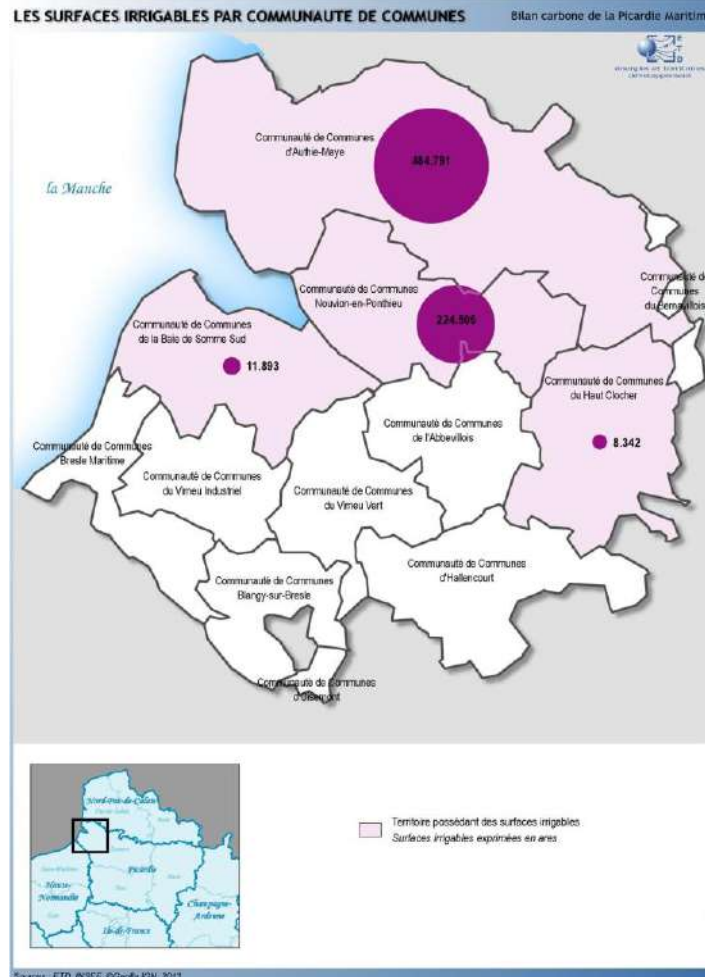 LES SURFACES IRRIGABLES PAR COMMUNAUTE DE COMMUNES
Bilan carbone de la Picardie Maritim
Communauté de Communes
d'Authie-Maye
la Manche
Communauté de Communes
Nouvion-en-Ponthieu
Communauté de
Communes
du Bernavillois
Communauté de Communes
de la Baie de Somme Sud
11.893
Communauté de Communes
du Haut Clocher
8.342
Communauté de Communes
de l'Abbevillois
Communauté de Communes
Bresle Maritime
Communauté de Communes
du Vimeu Industriel
Communauté de Communes
du Vimeu Vert
Communauté de Communes
d'Hallencourt
Communauté de Communes
Blangy-sur-Bresle
Communauté de Communes
d'Oisemont
Nord-Pas-de-Calais
Picardie
Haute-
Normandie
Champagne-
Ardenne
Ile-de-France
Territoire possédant des surfaces irrigables
Surfaces irrigables exprimées en ares